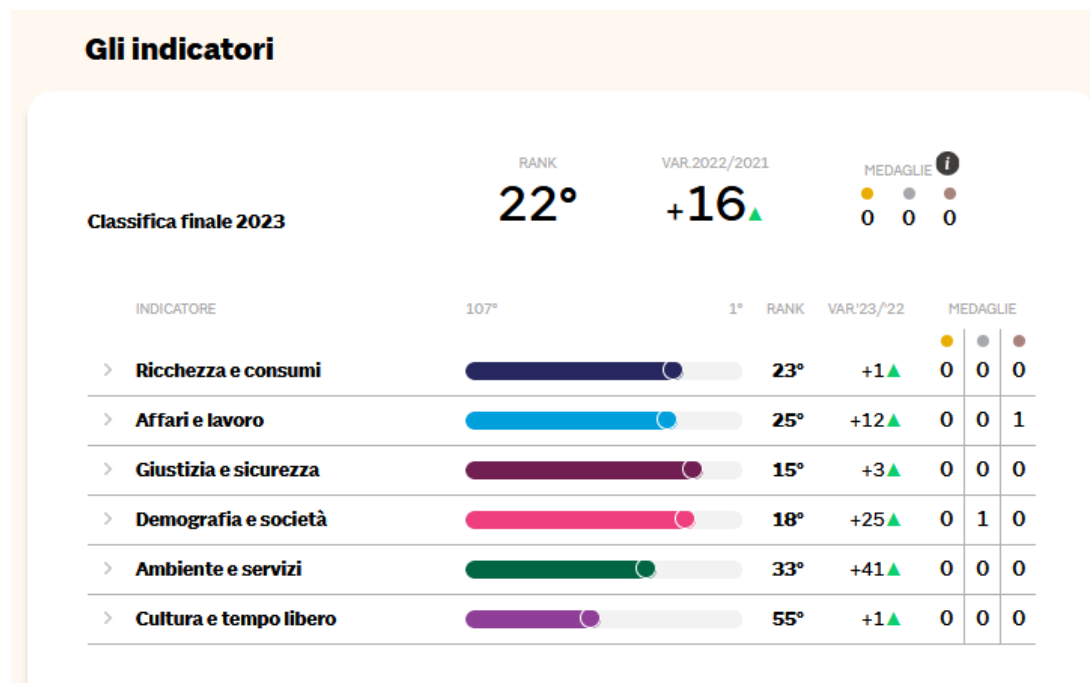 Gli indicatori
RANK VAR.2022/2021 MEDAGLIE i
Classifica finale 2023 22° +16 0 0 0
INDICATORE 107° 1° RANK VAR.'23/'22 MEDAGLIE
Ricchezza e consumi 23° +1 0 0 0
Affari e lavoro 25° +12 0 0 1
Giustizia e sicurezza 15° +3 0 0 0
Demografia e società 18° +25 0 1 0
Ambiente e servizi 33° +41 0 0 0
Cultura e tempo libero 55° +1 0 0 0